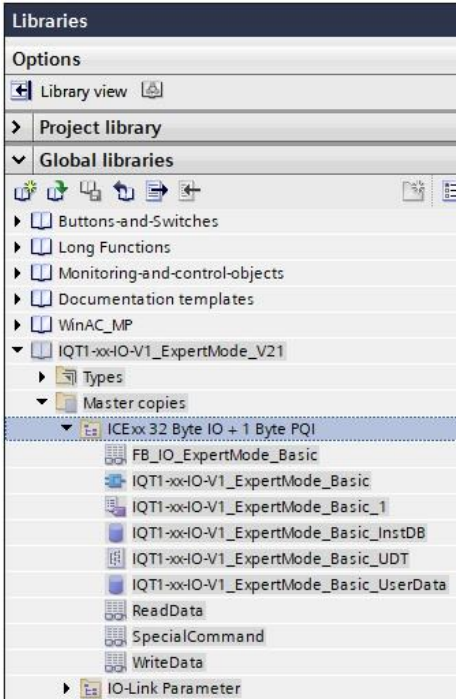 Libraries
Options
Library view
Project library
Global libraries
Buttons-and-Switches
Long Functions
Monitoring-and-control-objects
Documentation templates
WinAC_MP
IQT1-xx-IO-V1_ExpertMode_V21
Types
Master copies
ICExx 32 Byte IO + 1 Byte PQI
FB_IO_ExpertMode_Basic
IQT1-xx-IO-V1_ExpertMode_Basic
IQT1-xx-IO-V1_ExpertMode_Basic_1
IQT1-xx-IO-V1_ExpertMode_Basic_InstDB
IQT1-xx-IO-V1_ExpertMode_Basic_UDT
IQT1-xx-IO-V1_ExpertMode_Basic_UserData
ReadData
SpecialCommand
WriteData
IO-Link Parameter